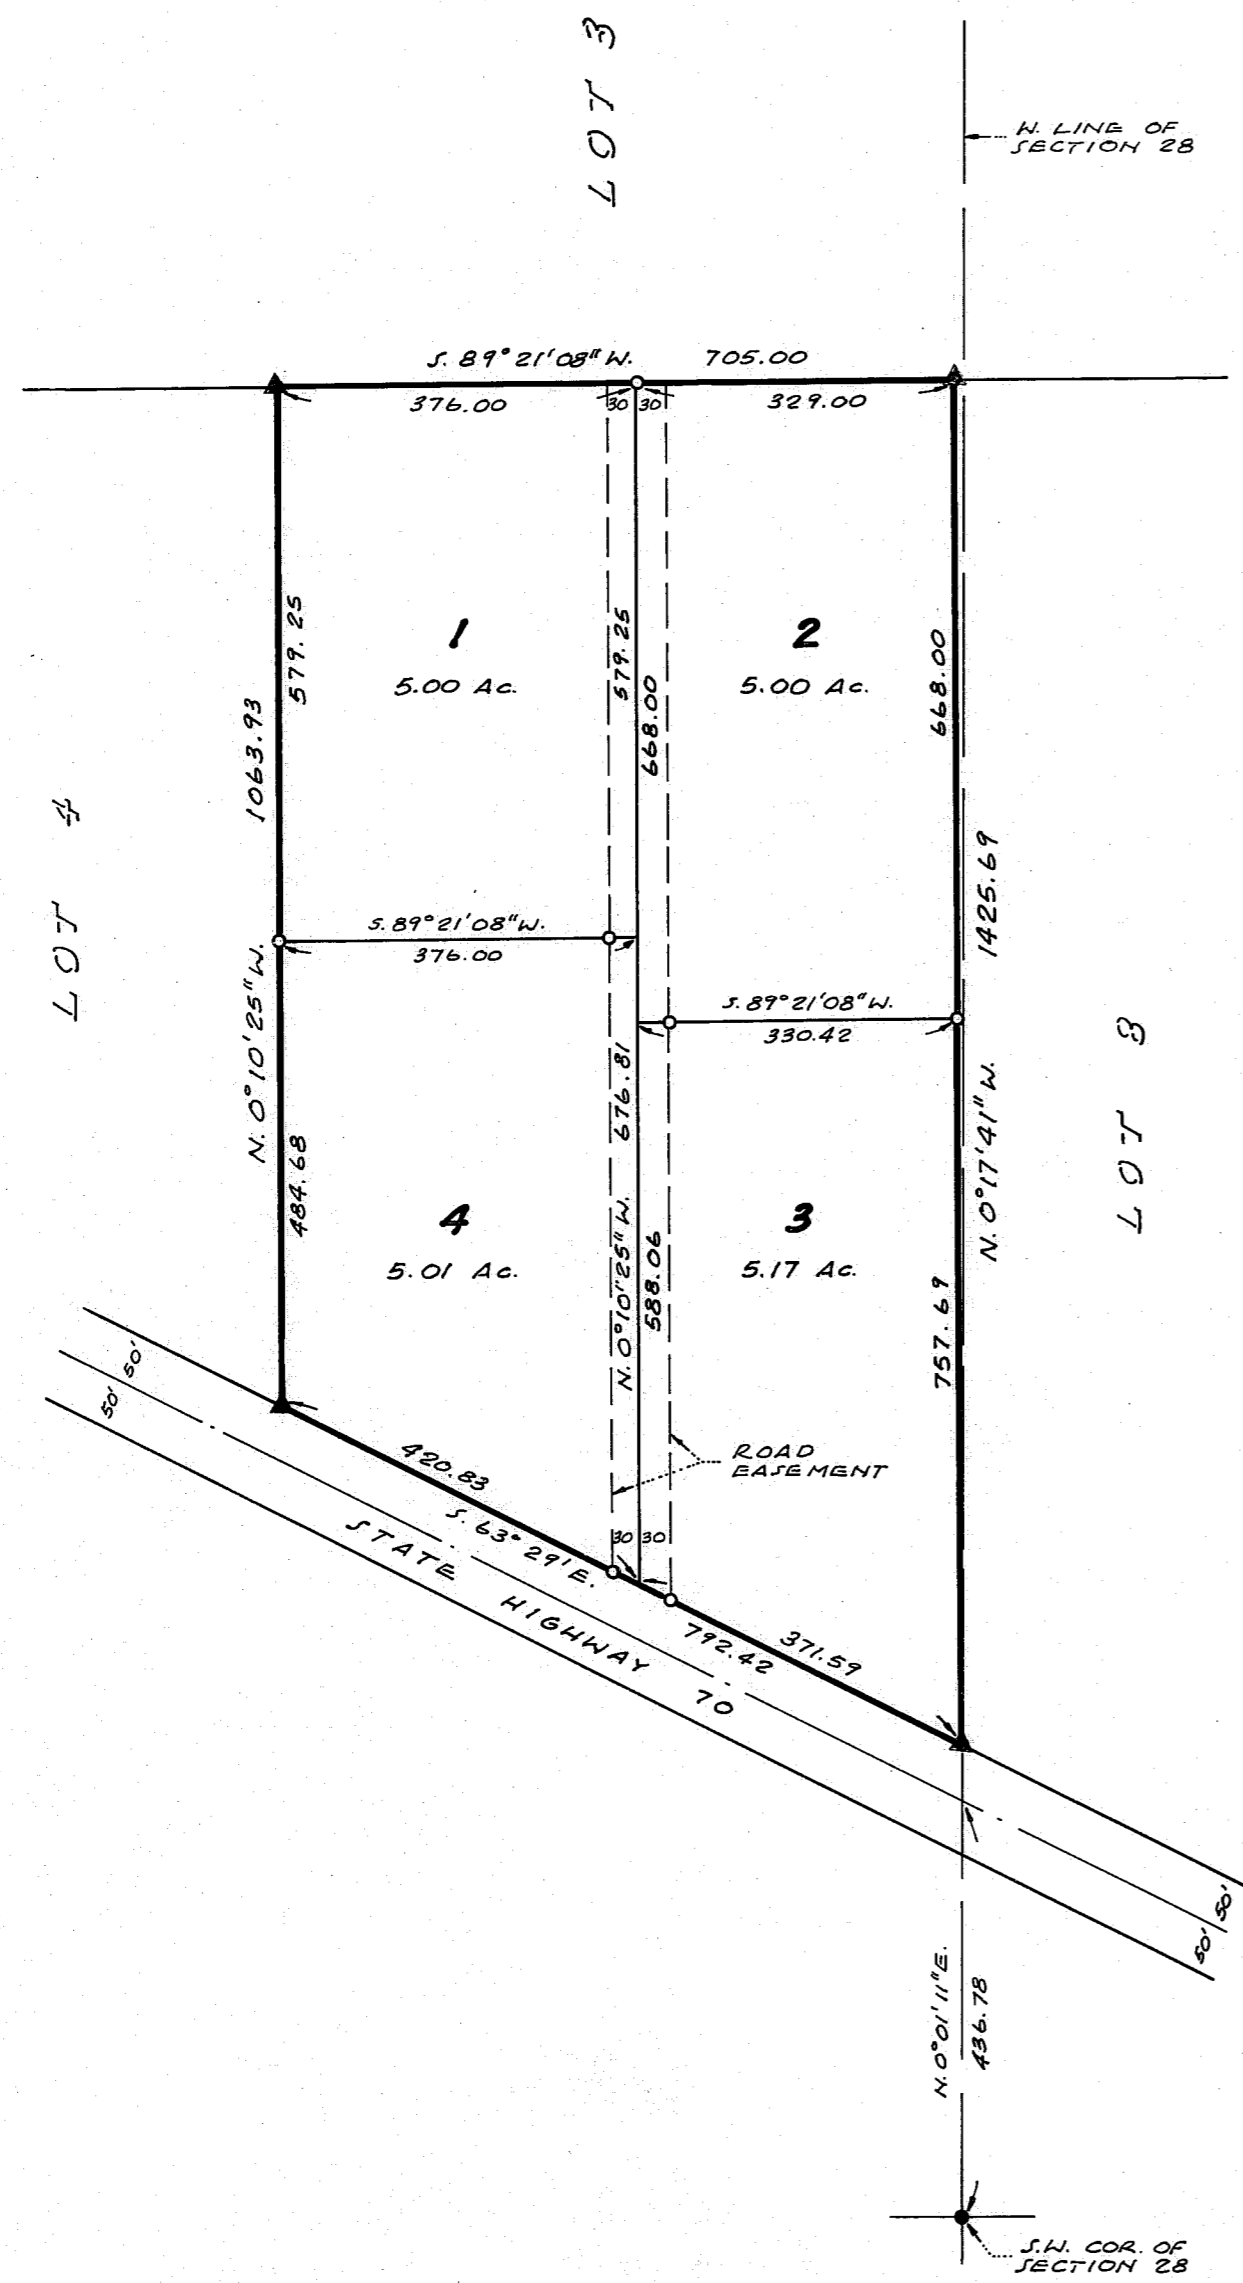 LOT 3
W. LINE OF
SECTION 28
S. 89° 21' 08" W.
705.00
376.00
30
30
329.00
579.25
1
5.00 Ac.
579.25
668.00
2
5.00 Ac.
668.00
1063.93
N. 0° 10' 25" W.
LOT 4
1425.69
N. 0° 17' 41" W.
LOT 3
S. 89° 21' 08" W.
376.00
S. 89° 21' 08" W.
330.42
484.68
4
5.01 Ac.
N. 0° 10' 25" W. 676.81
588.06
3
5.17 Ac.
757.69
50'
50'
420.83
S. 63° 29' E.
ROAD
EASEMENT
30
30
STATE HIGHWAY 70
792.42
371.59
50'
50'
N. 0° 01' 11" E.
436.78
S.W. COR. OF
SECTION 28